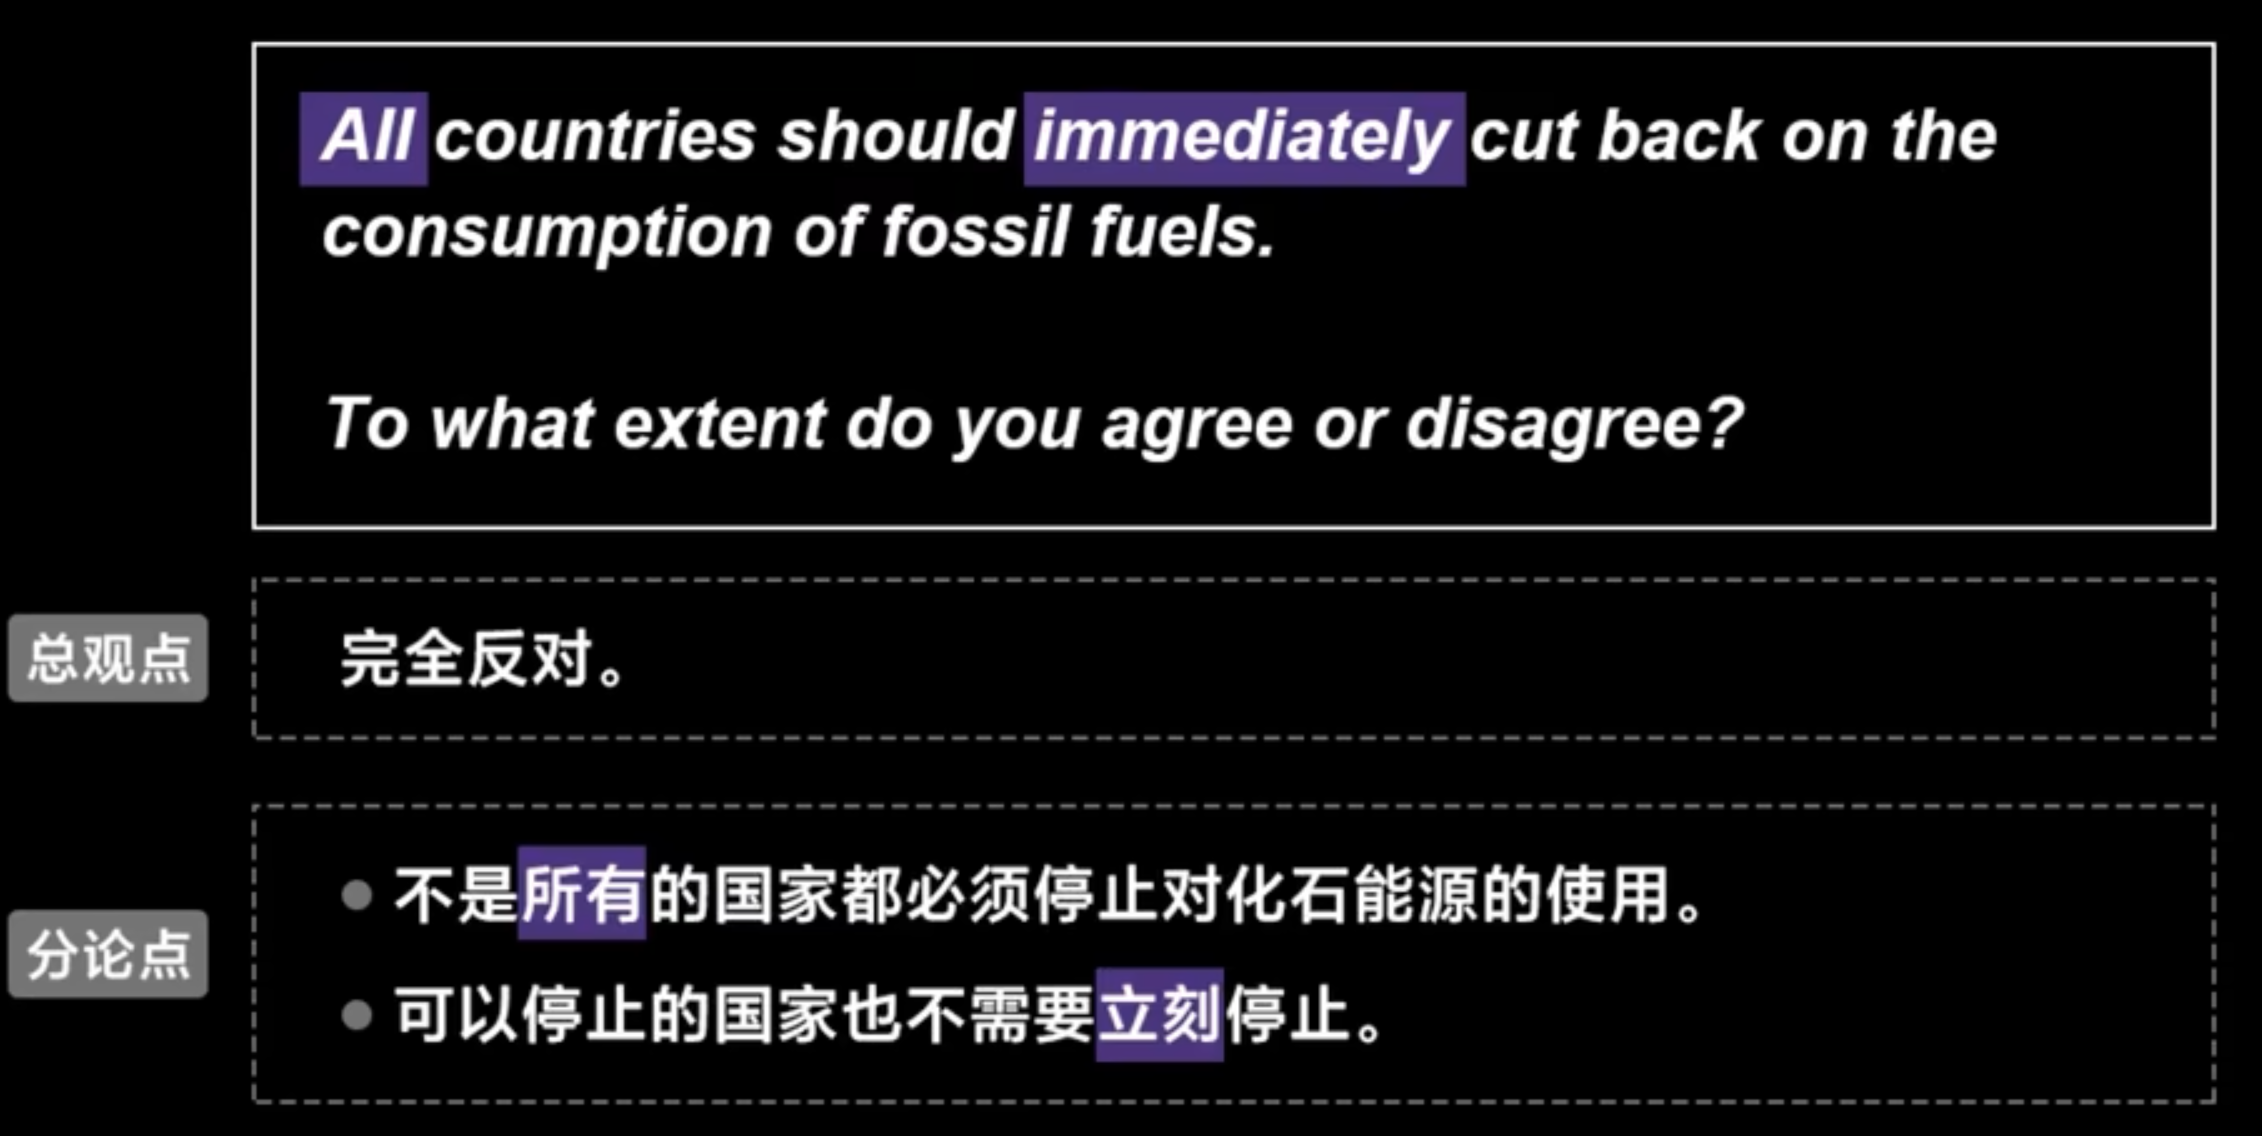 All countries should immediately cut back on the
consumption of fossil fuels.
To what extent do you agree or disagree?
总观点
完全反对。
分论点
不是所有的国家都必须停止对化石能源的使用。
可以停止的国家也不需要立刻停止。